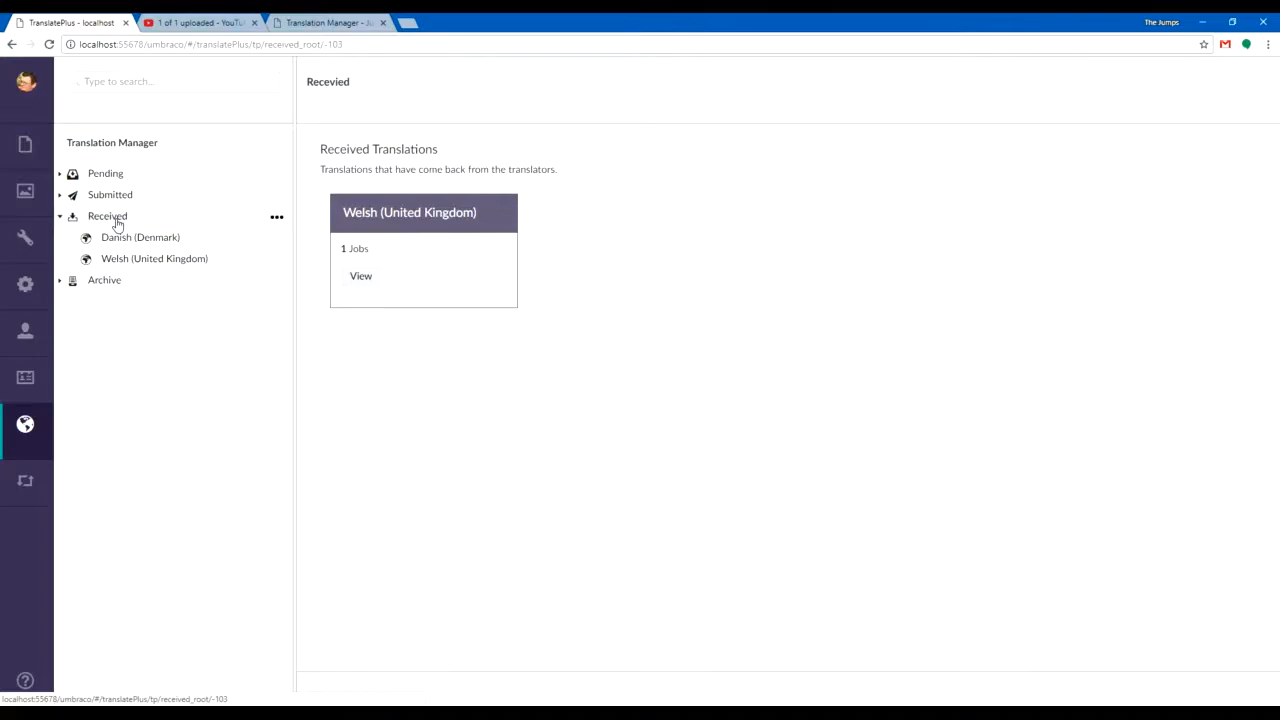 TranslatePlus - localhost
1 of 1 uploaded - YouTu
Translation Manager - Ju
The Jumps
localhost:55678/umbraco/#/translatePlus/tp/received_root/-103
Type to search...
Recevied
Translation Manager
Pending
Submitted
Received
Danish (Denmark)
Welsh (United Kingdom)
Archive
Received Translations
Translations that have come back from the translators.
Welsh (United Kingdom)
1 Jobs
View
localhost:55678/umbraco/#/translatePlus/tp/received_root/-103